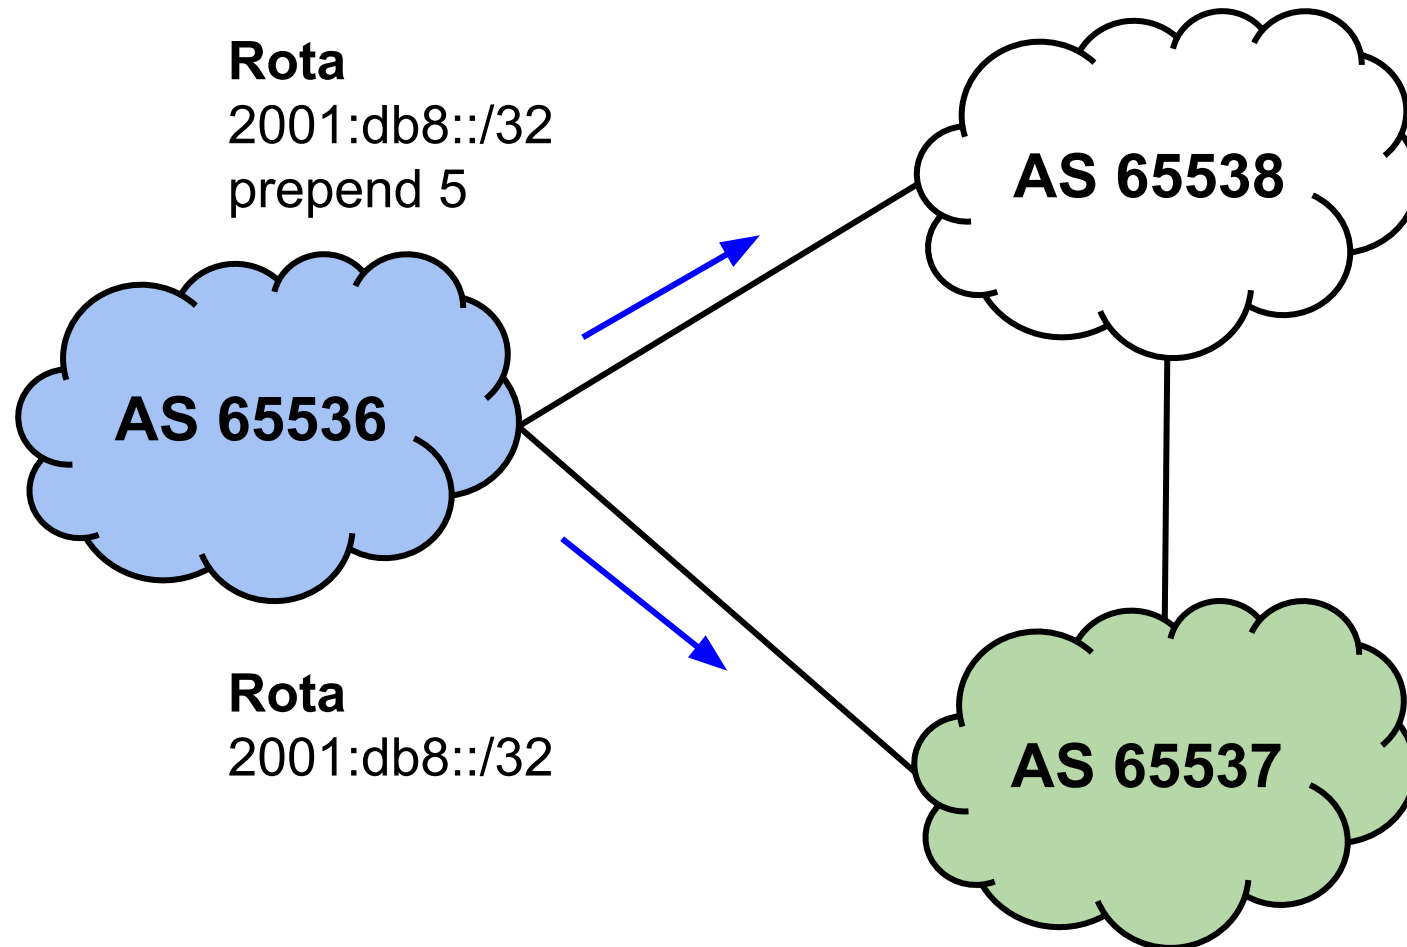 Rota
2001:db8::/32
prepend 5
AS 65538
AS 65536
Rota
2001:db8::/32
AS 65537